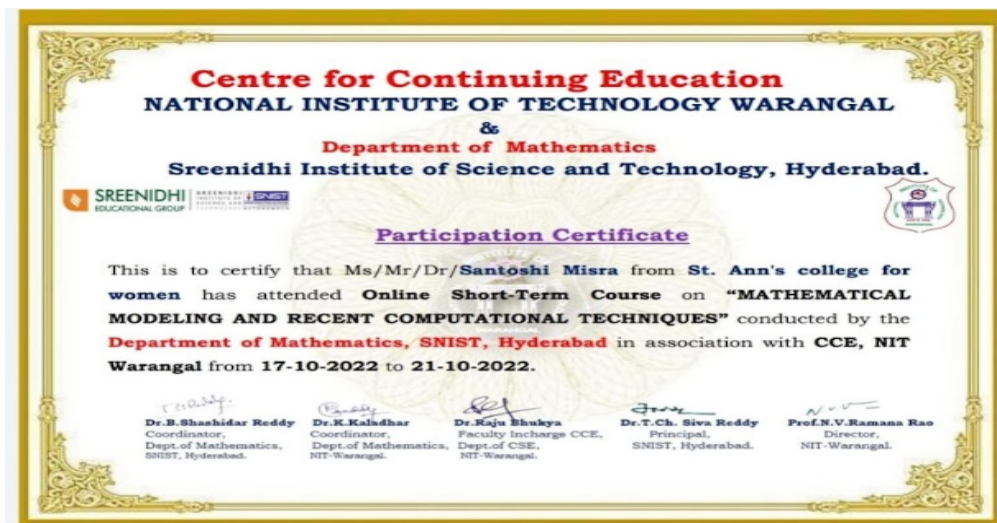 Centre for Continuing Education
NATIONAL INSTITUTE OF TECHNOLOGY WARANGAL
&
Department of Mathematics
Sreenidhi Institute of Science and Technology, Hyderabad.
SREENIDHI
EDUCATIONAL GROUP
SREENIDHI
INSTITUTE OF
SCIENCE AND
TECHNOLOGY
SNIST
Participation Certificate
This is to certify that Ms/Mr/Dr/Santoshi Misra from St. Ann's college for
women has attended Online Short-Term Course on “MATHEMATICAL
MODELING AND RECENT COMPUTATIONAL TECHNIQUES” conducted by the
Department of Mathematics, SNIST, Hyderabad in association with CCE, NIT
Warangal from 17-10-2022 to 21-10-2022.
Dr.B.Shashidar Reddy Dr.K.Kaladhar Dr.Raju Bhukya Dr.T.Ch. Siva Reddy Prof.N.V.Ramana Rao
Coordinator, Coordinator, Faculty Incharge CCE, Principal, Director,
Dept.of Mathematics, Dept.of Mathematics, Dept.of CSE, SNIST, Hyderabad. NIT-Warangal.
SNIST, Hyderabad. NIT-Warangal. NIT-Warangal.